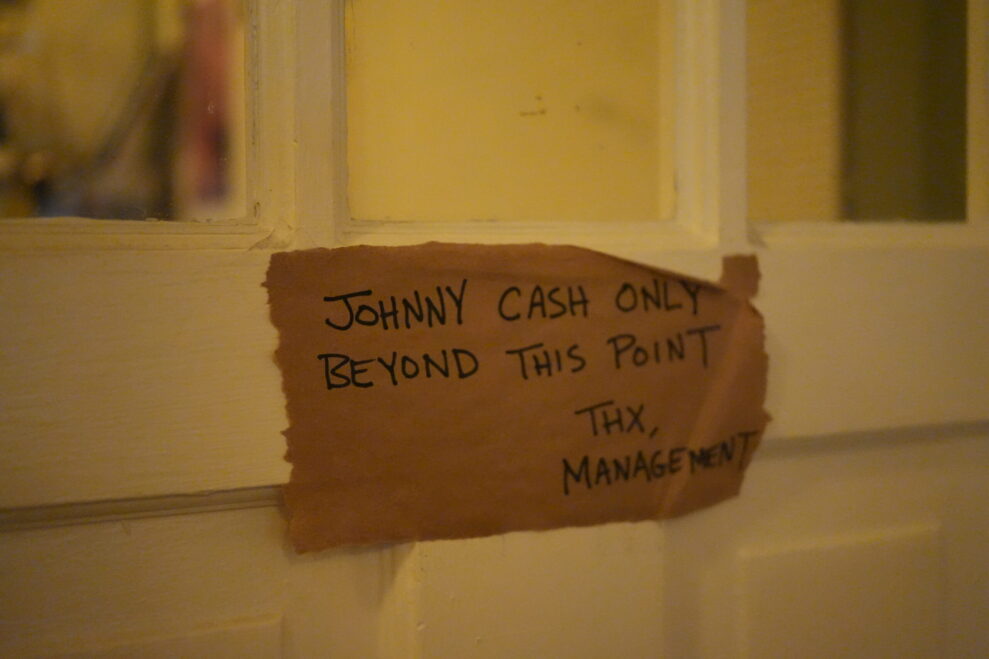 JOHNNY CASH ONLY
BEYOND THIS POINT
THX,
MANAGEMENT